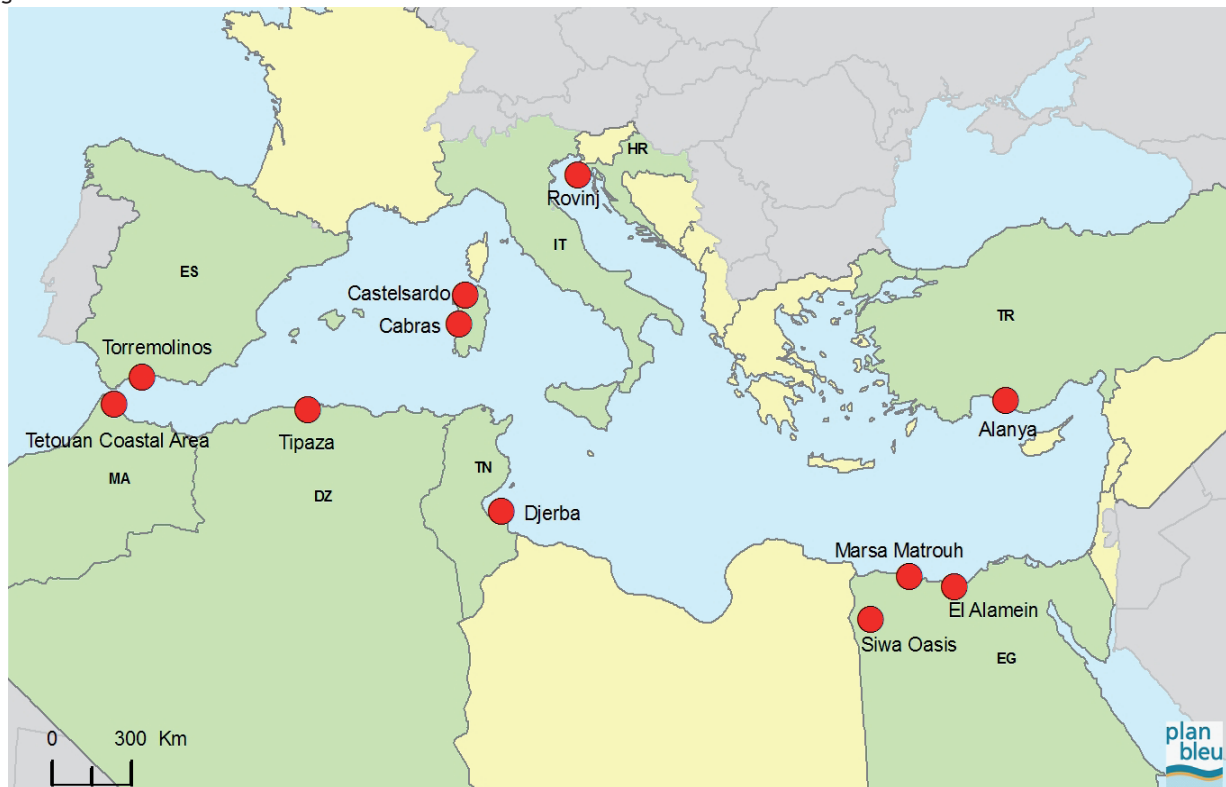 HR
Rovinj
IT
ES
Castelsardo
Cabras
Torremolinos
TR
Alanya
Tetouan Coastal Area
Tipaza
MA
DZ
TN
Djerba
Marsa Matrouh
El Alamein
Siwa Oasis
EG
0 300 Km
plan
bleu